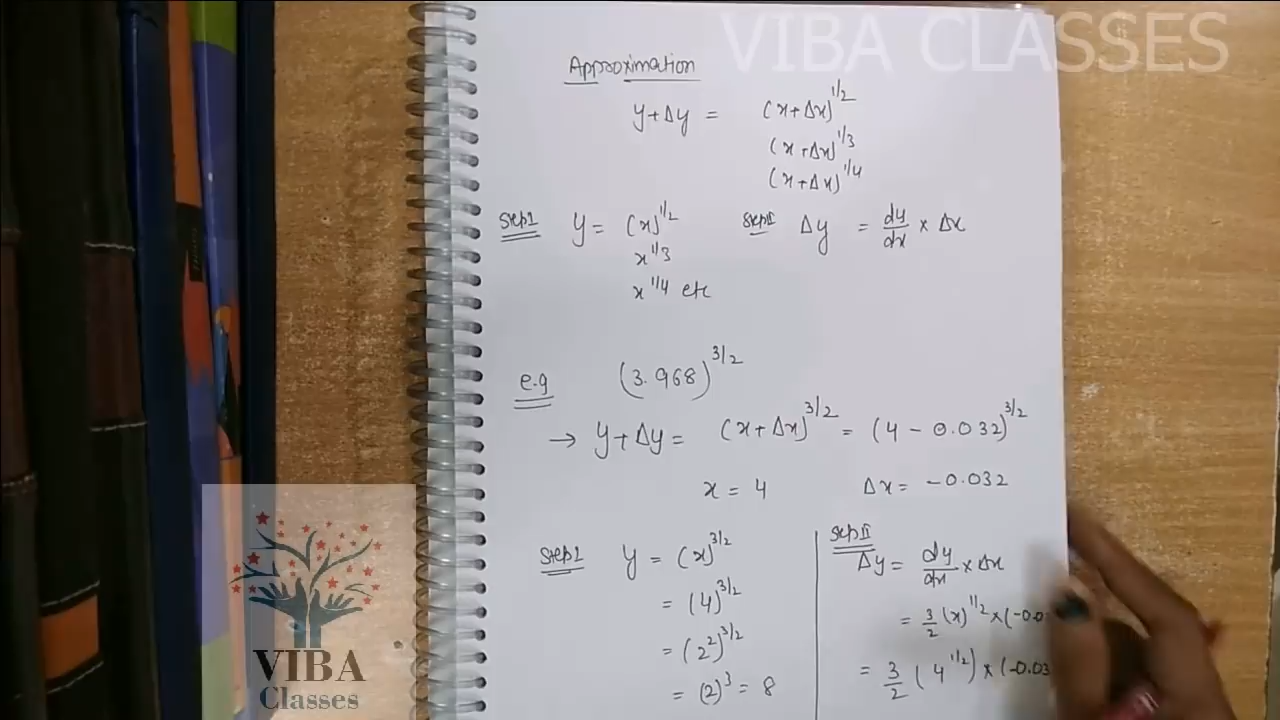 VIBA CLASSES
Approximation
y+Δy = (x+Δx)^1/2
(x+Δx)^1/3
(x+Δx)^1/4
Step I y = (x)^1/2 Step II Δy = dy/dx × Δx
x^1/3
x^1/4 etc
e.g (3.968)^3/2
→ y+Δy = (x+Δx)^3/2 = (4 - 0.032)^3/2
x = 4 Δx = -0.032
Step I y = (x)^3/2
= (4)^3/2
= (2^2)^3/2
= (2)^3 = 8
Step II
Δy = dy/dx × Δx
= 3/2 (x)^1/2 × (-0.0
= 3/2 (4^1/2) × (-0.03
VIBA
Classes